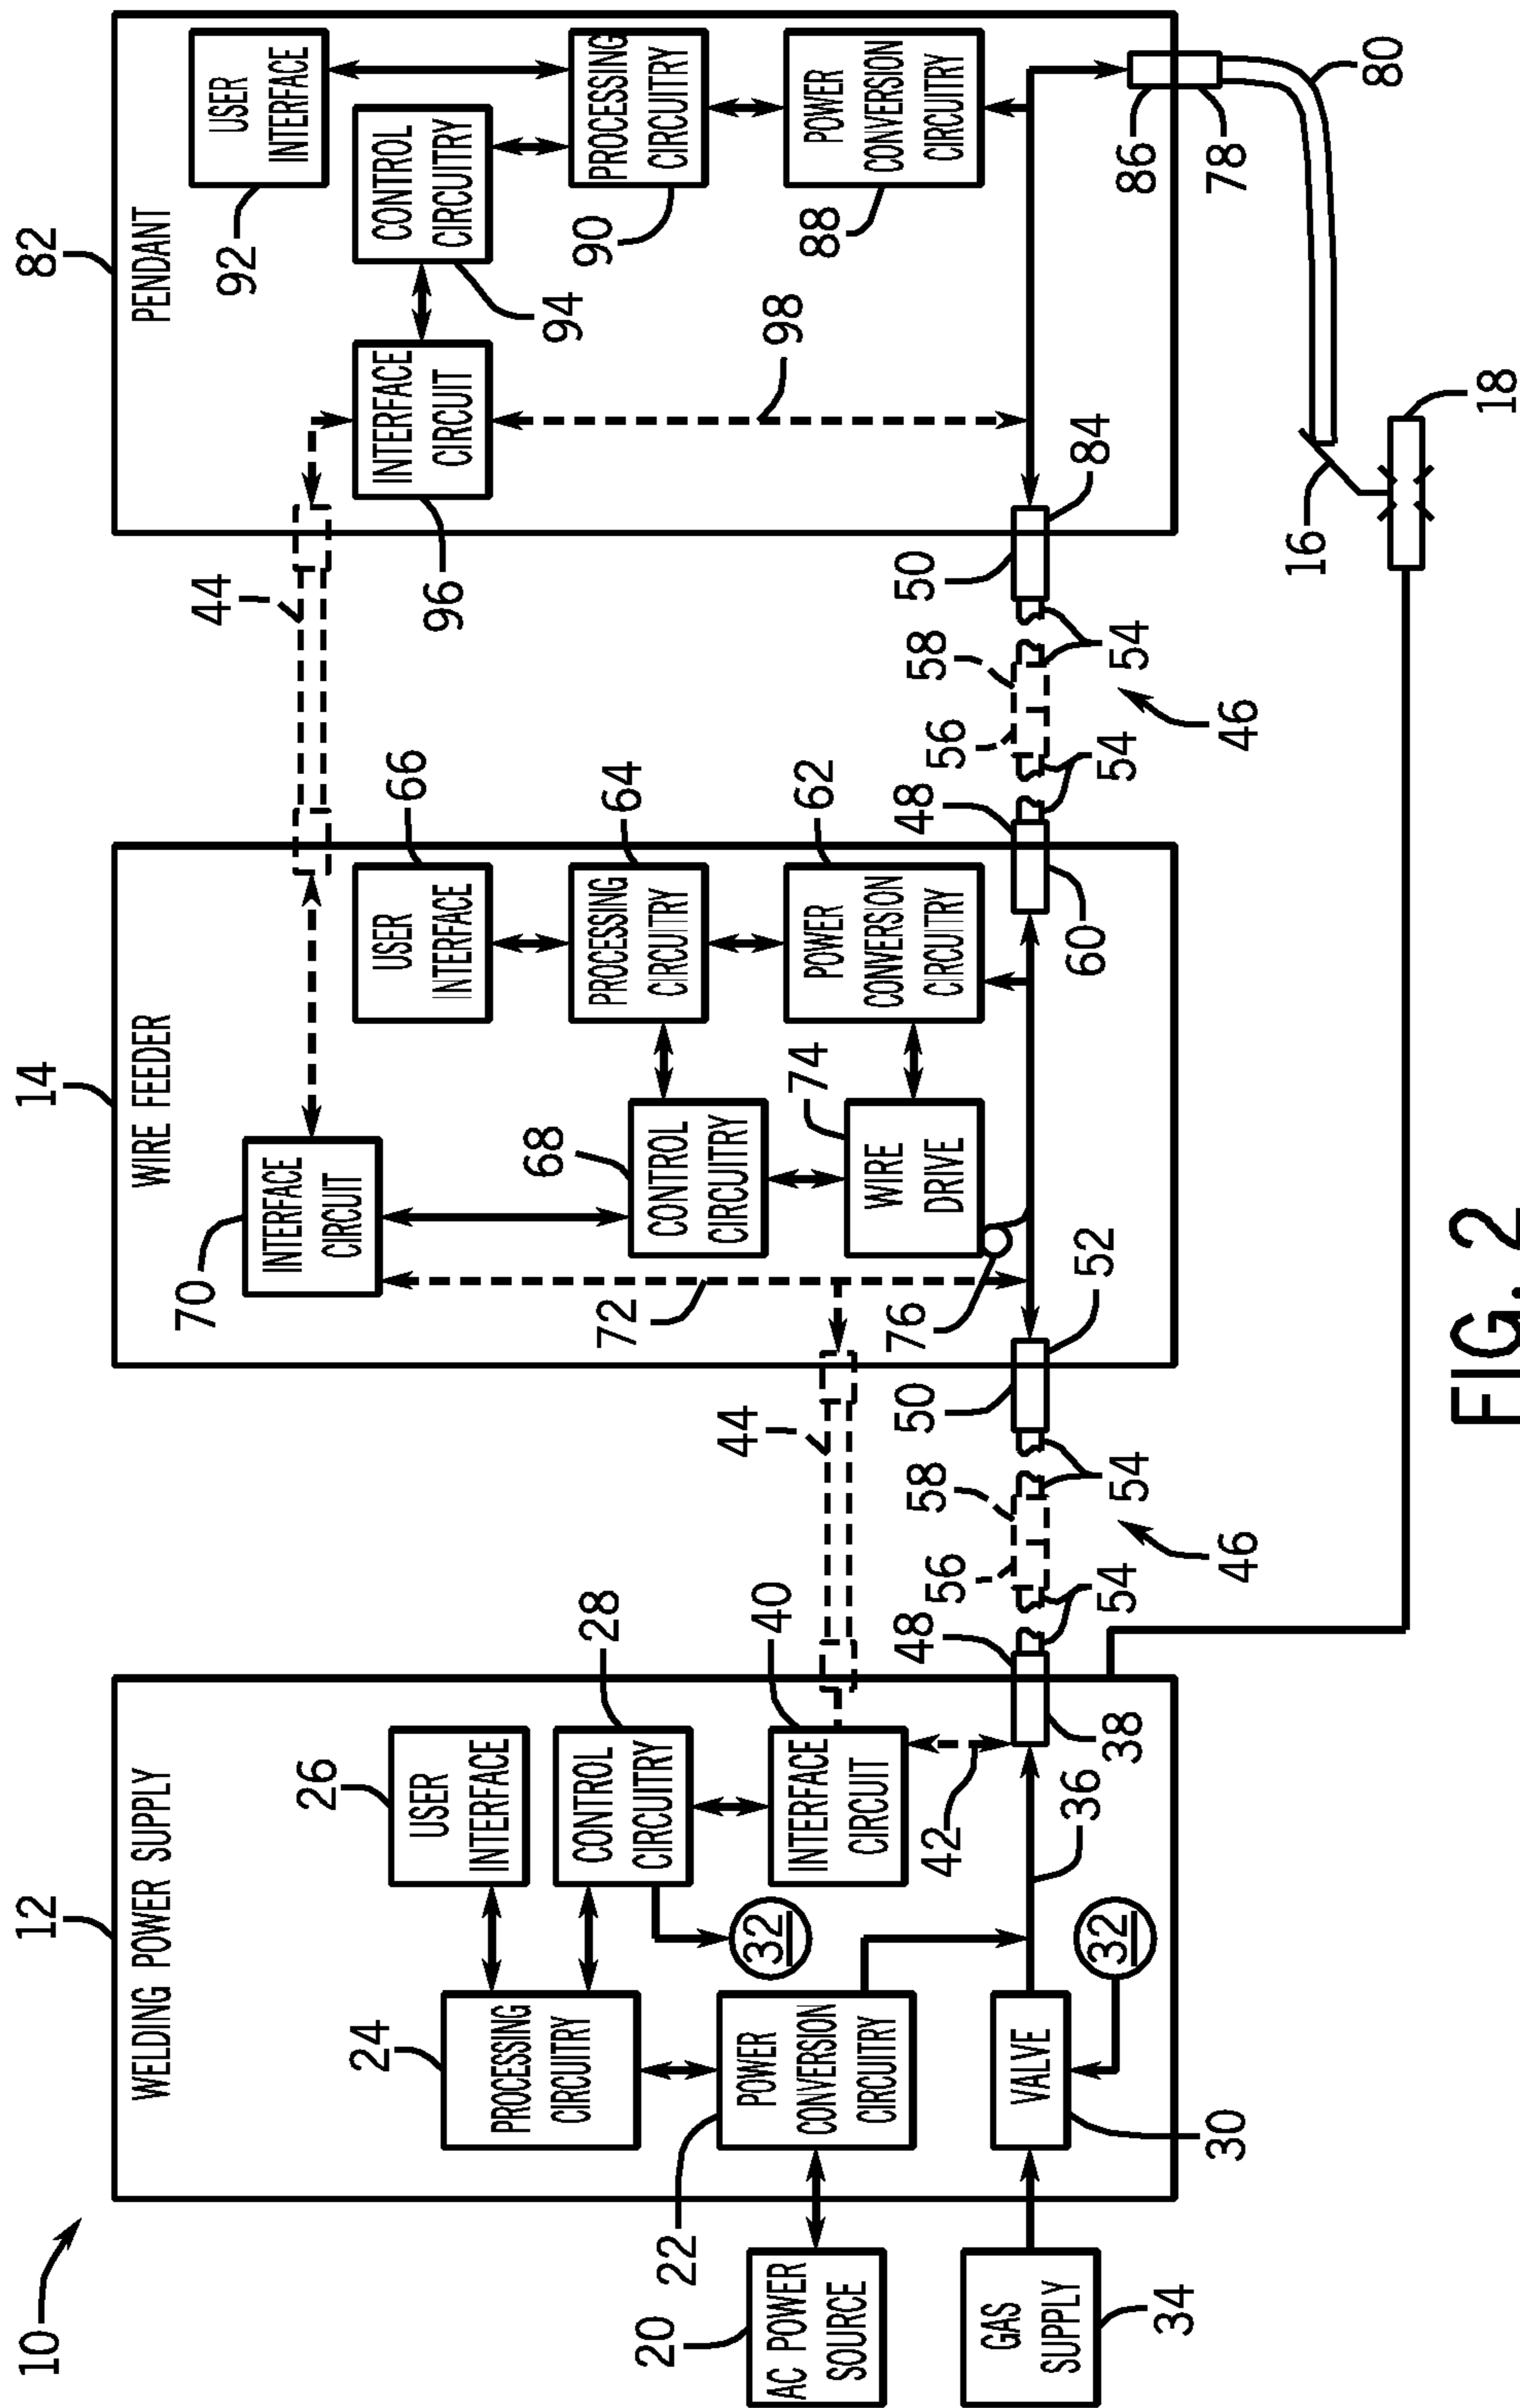 10
12
WELDING POWER SUPPLY
20
AC POWER
SOURCE
34
GAS
SUPPLY
24
PROCESSING
CIRCUITRY
26
USER
INTERFACE
28
CONTROL
CIRCUITRY
32
22
POWER
CONVERSION
CIRCUITRY
40
INTERFACE
CIRCUIT
42
30
VALVE
32
36
38
48
54
56
58
54
50
46
44
14
WIRE FEEDER
70
INTERFACE
CIRCUIT
66
USER
INTERFACE
64
PROCESSING
CIRCUITRY
68
CONTROL
CIRCUITRY
72
74
WIRE
DRIVE
62
POWER
CONVERSION
CIRCUITRY
76
52
60
48
54
56
58
54
50
46
44
82
PENDANT
92
USER
INTERFACE
94
CONTROL
CIRCUITRY
96
INTERFACE
CIRCUIT
90
PROCESSING
CIRCUITRY
88
POWER
CONVERSION
CIRCUITRY
98
84
86
78
80
16
18
FIG. 2